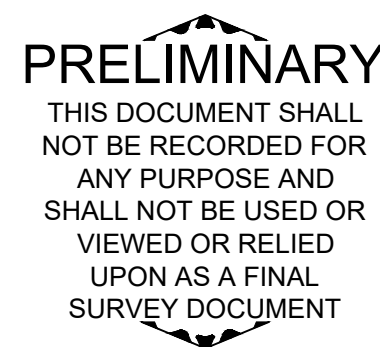 PRELIMINARY
THIS DOCUMENT SHALL
NOT BE RECORDED FOR
ANY PURPOSE AND
SHALL NOT BE USED OR
VIEWED OR RELIED
UPON AS A FINAL
SURVEY DOCUMENT